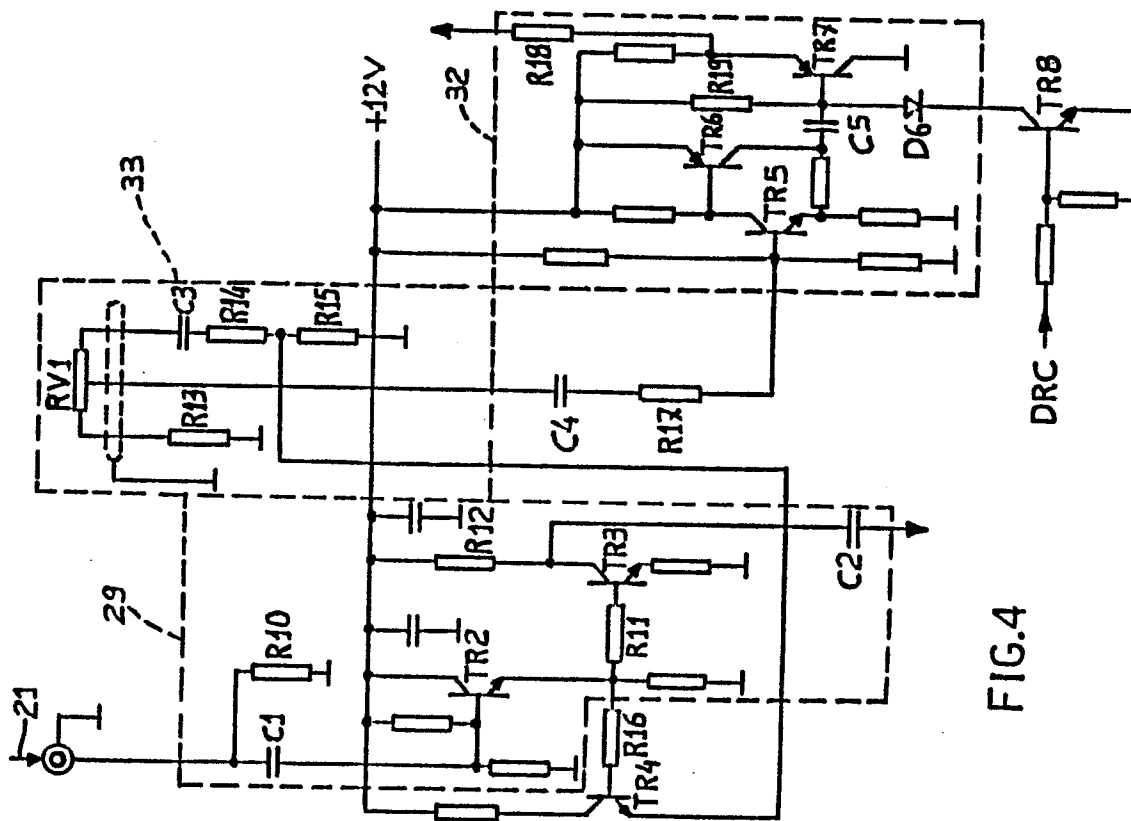 21
29
33
32
+12V
RV1
C3
R14
R15
R13
R10
C1
R18
R19
TR7
TR6
C5
D6
TR8
TR5
C4
R17
R12
TR3
TR2
R11
R16
TR4
C2
DRC
FIG.4